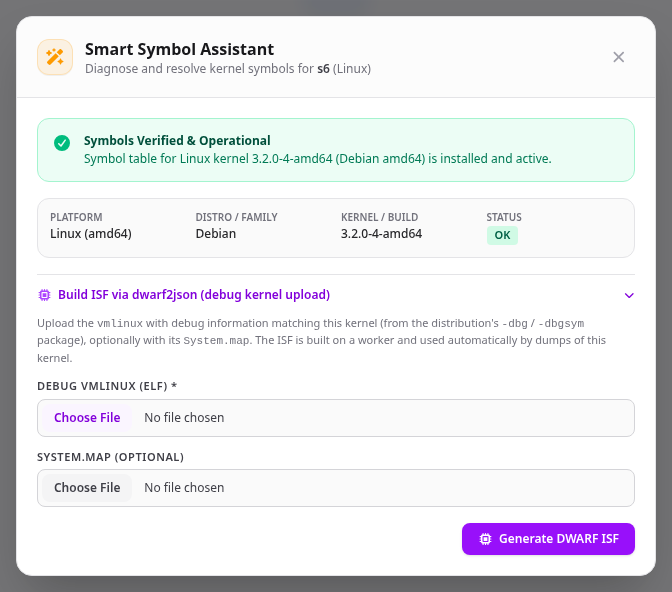 Smart Symbol Assistant
Diagnose and resolve kernel symbols for s6 (Linux)
Symbols Verified & Operational
Symbol table for Linux kernel 3.2.0-4-amd64 (Debian amd64) is installed and active.
PLATFORM DISTRO / FAMILY KERNEL / BUILD STATUS
Linux (amd64) Debian 3.2.0-4-amd64 OK
Build ISF via dwarf2json (debug kernel upload)
Upload the vmlinux with debug information matching this kernel (from the distribution's -dbg / -dbgsym
package), optionally with its System.map. The ISF is built on a worker and used automatically by dumps of this
kernel.
DEBUG VMLINUX (ELF) *
Choose File No file chosen
SYSTEM.MAP (OPTIONAL)
Choose File No file chosen
Generate DWARF ISF